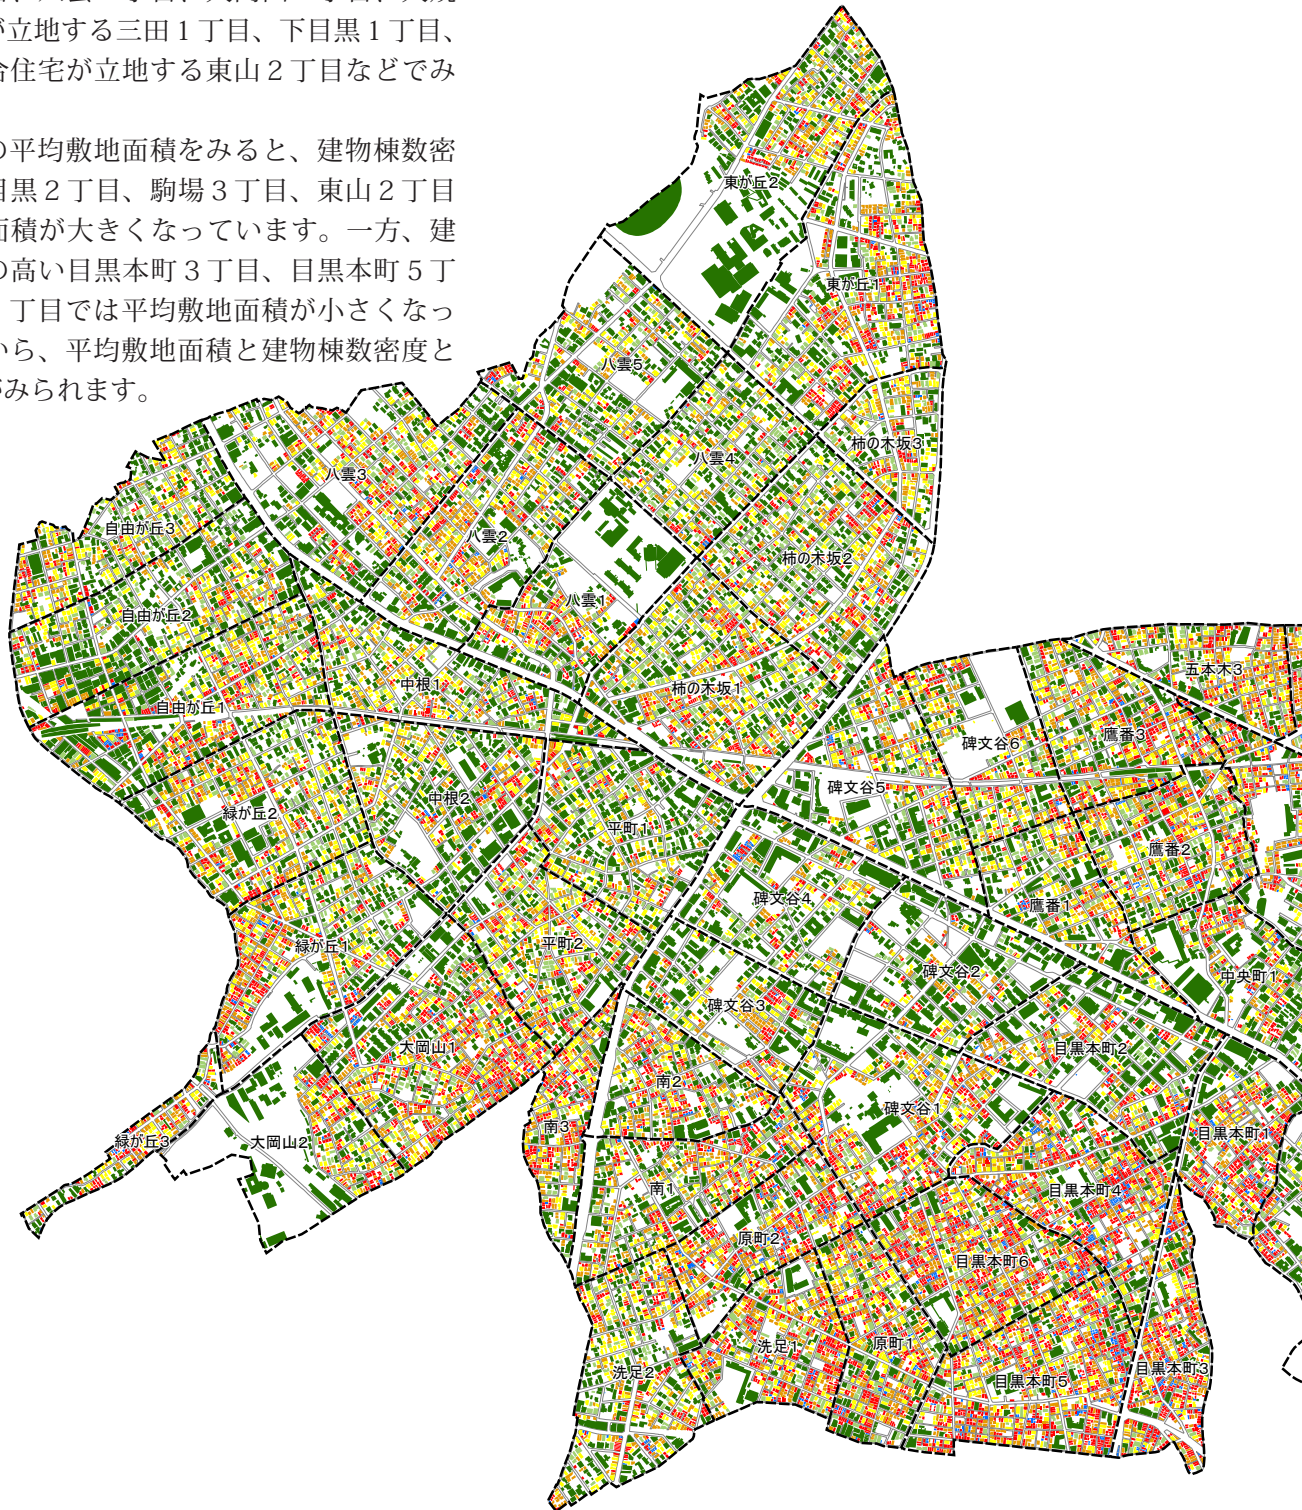 が立地する三田１丁目、下目黒１丁目、
合住宅が立地する東山２丁目などでみ
の平均敷地面積をみると、建物棟数密
目黒２丁目、駒場３丁目、東山２丁目
面積が大きくなっています。一方、建
の高い目黒本町３丁目、目黒本町５丁
丁目では平均敷地面積が小さくなっ
から、平均敷地面積と建物棟数密度と
がみられます。
東が丘2
東が丘1
八雲5
柿の木坂3
八雲4
八雲3
自由が丘3
八雲2
柿の木坂2
八雲1
自由が丘2
五本木3
中根1
柿の木坂1
自由が丘1
鷹番3
碑文谷6
碑文谷5
中根2
緑が丘2
平町1
鷹番2
碑文谷4
鷹番1
緑が丘1
平町2
碑文谷2
中央町1
碑文谷3
大岡山1
目黒本町2
南2
碑文谷1
南3
目黒本町1
緑が丘3
大岡山2
南1
目黒本町4
原町2
目黒本町6
洗足1
原町1
洗足2
目黒本町3
目黒本町5